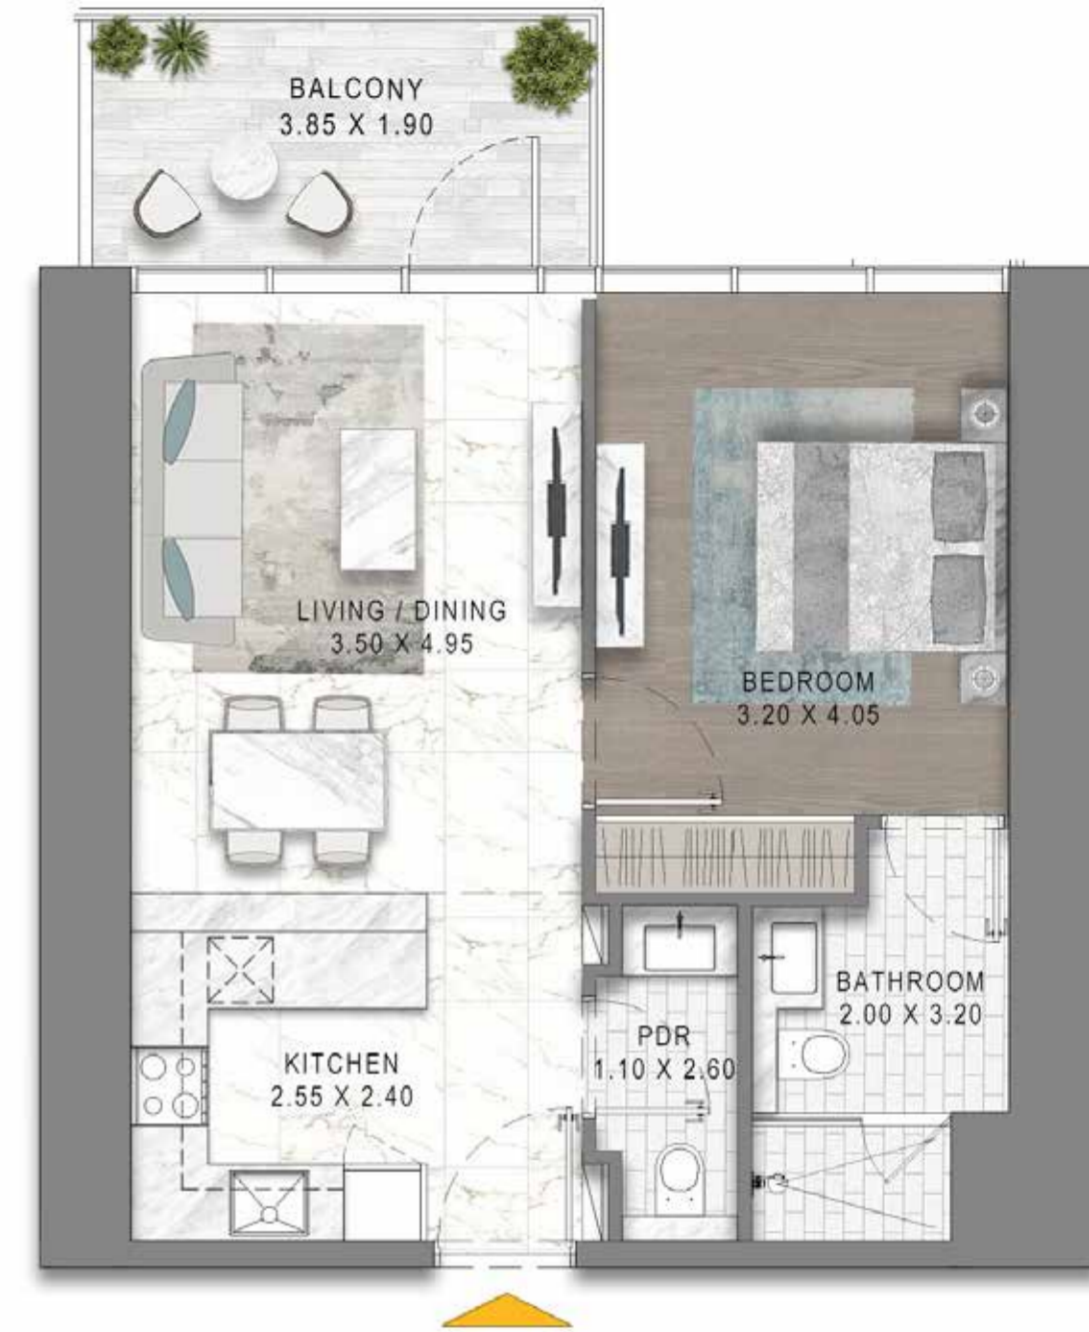 BALCONY
3.85 X 1.90
LIVING / DINING
3.50 X 4.95
BEDROOM
3.20 X 4.05
BATHROOM
2.00 X 3.20
PDR
1.10 X 2.60
KITCHEN
2.55 X 2.40